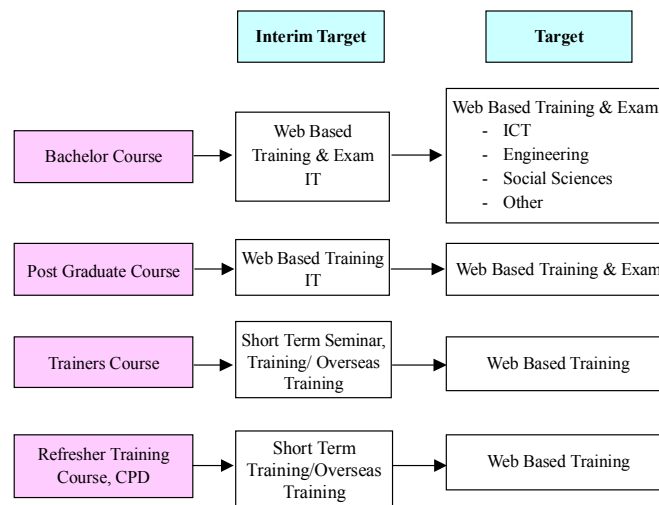 Interim Target
Target
Bachelor Course
Web Based
Training & Exam
IT
Web Based Training & Exam
- ICT
- Engineering
- Social Sciences
- Other
Post Graduate Course
Web Based Training
IT
Web Based Training & Exam
Trainers Course
Short Term Seminar,
Training/ Overseas
Training
Web Based Training
Refresher Training
Course, CPD
Short Term
Training/Overseas
Training
Web Based Training